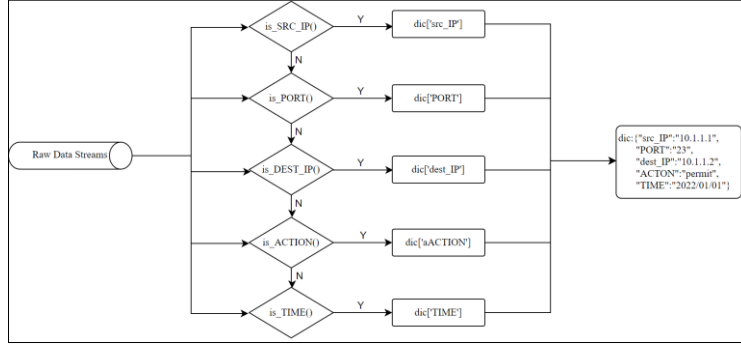 is_SRC_IP()
Y
dic['src_IP']
N
is_PORT()
Y
dic['PORT']
N
Raw Data Streams
is_DEST_IP()
Y
dic['dest_IP']
dic:{"src_IP":"10.1.1.1",
"PORT":"23",
"dest_IP":"10.1.1.2",
"ACTON":"permit",
"TIME":"2022/01/01"}
N
is_ACTION()
Y
dic['aACTION']
N
is_TIME()
Y
dic['TIME']